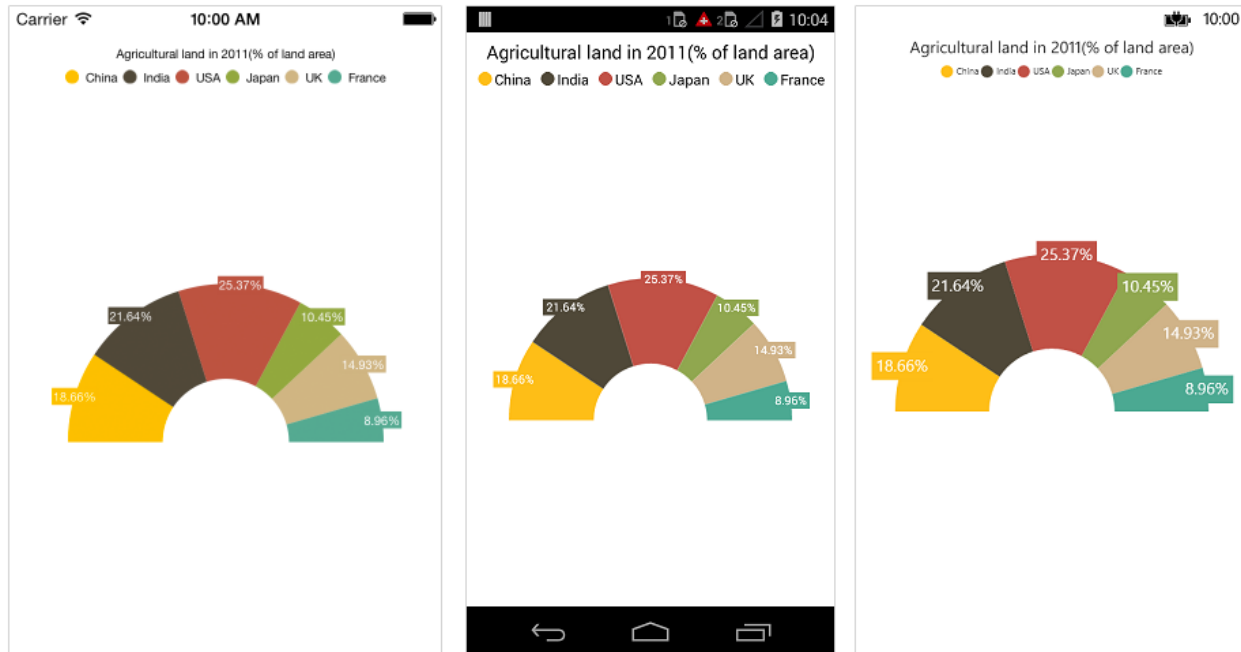 Carrier 10:00 AM
Agricultural land in 2011(% of land area)
China India USA Japan UK France
25.37%
21.64% 10.45%
14.93%
18.66%
8.96%
1 2 10:04
Agricultural land in 2011(% of land area)
China India USA Japan UK France
25.37%
21.64% 10.45%
14.93%
18.66%
8.96%
10:00
Agricultural land in 2011(% of land area)
China India USA Japan UK France
25.37%
21.64% 10.45%
14.93%
18.66%
8.96%